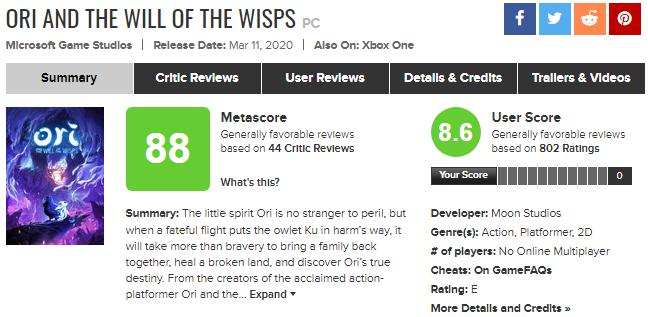 ORI AND THE WILL OF THE WISPS PC
Microsoft Game Studios | Release Date: Mar 11, 2020 | Also On: Xbox One
Summary Critic Reviews User Reviews Details & Credits Trailers & Videos
ori
AND THE WILL OF THE WISPS
88
Metascore
Generally favorable reviews
based on 44 Critic Reviews
What's this?
8.6
User Score
Generally favorable reviews
based on 802 Ratings
Your Score 0
Summary: The little spirit Ori is no stranger to peril, but
when a fateful flight puts the owlet Ku in harm's way, it
will take more than bravery to bring a family back
together, heal a broken land, and discover Ori's true
destiny. From the creators of the acclaimed action-
platformer Ori and the... Expand
Developer: Moon Studios
Genre(s): Action, Platformer, 2D
# of players: No Online Multiplayer
Cheats: On GameFAQs
Rating: E
More Details and Credits »